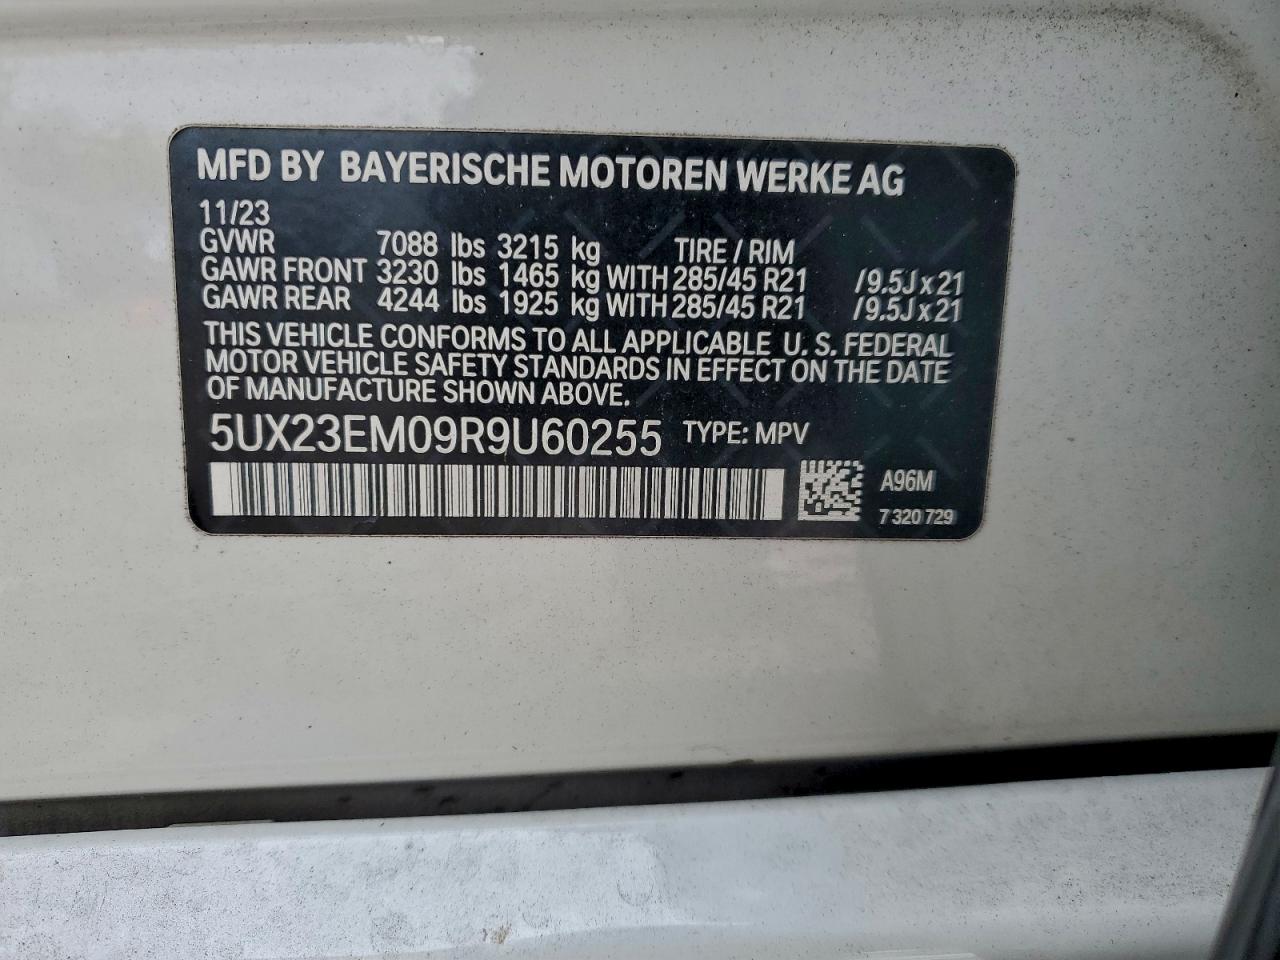 MFD BY BAYERISCHE MOTOREN WERKE AG
11/23
GVWR 7088 lbs 3215 kg TIRE / RIM
GAWR FRONT 3230 lbs 1465 kg WITH 285/45 R21 /9.5J x 21
GAWR REAR 4244 lbs 1925 kg WITH 285/45 R21 /9.5J x 21
THIS VEHICLE CONFORMS TO ALL APPLICABLE U. S. FEDERAL
MOTOR VEHICLE SAFETY STANDARDS IN EFFECT ON THE DATE
OF MANUFACTURE SHOWN ABOVE.
5UX23EM09R9U60255 TYPE: MPV
A96M
7 320 729